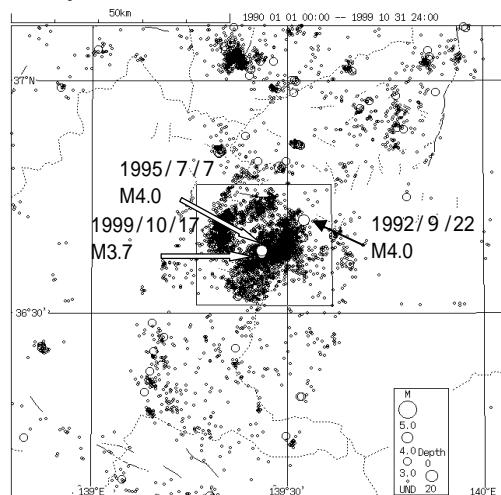 50km
1990 01 01 00:00 -- 1999 10 31 24:00
37°N
1995/7/7
M4.0
1999/10/17
M3.7
1992/9/22
M4.0
36°30'
M
5.0
4.0 Depth
0
3.0
UND 20
139°E
139°30'
140°E